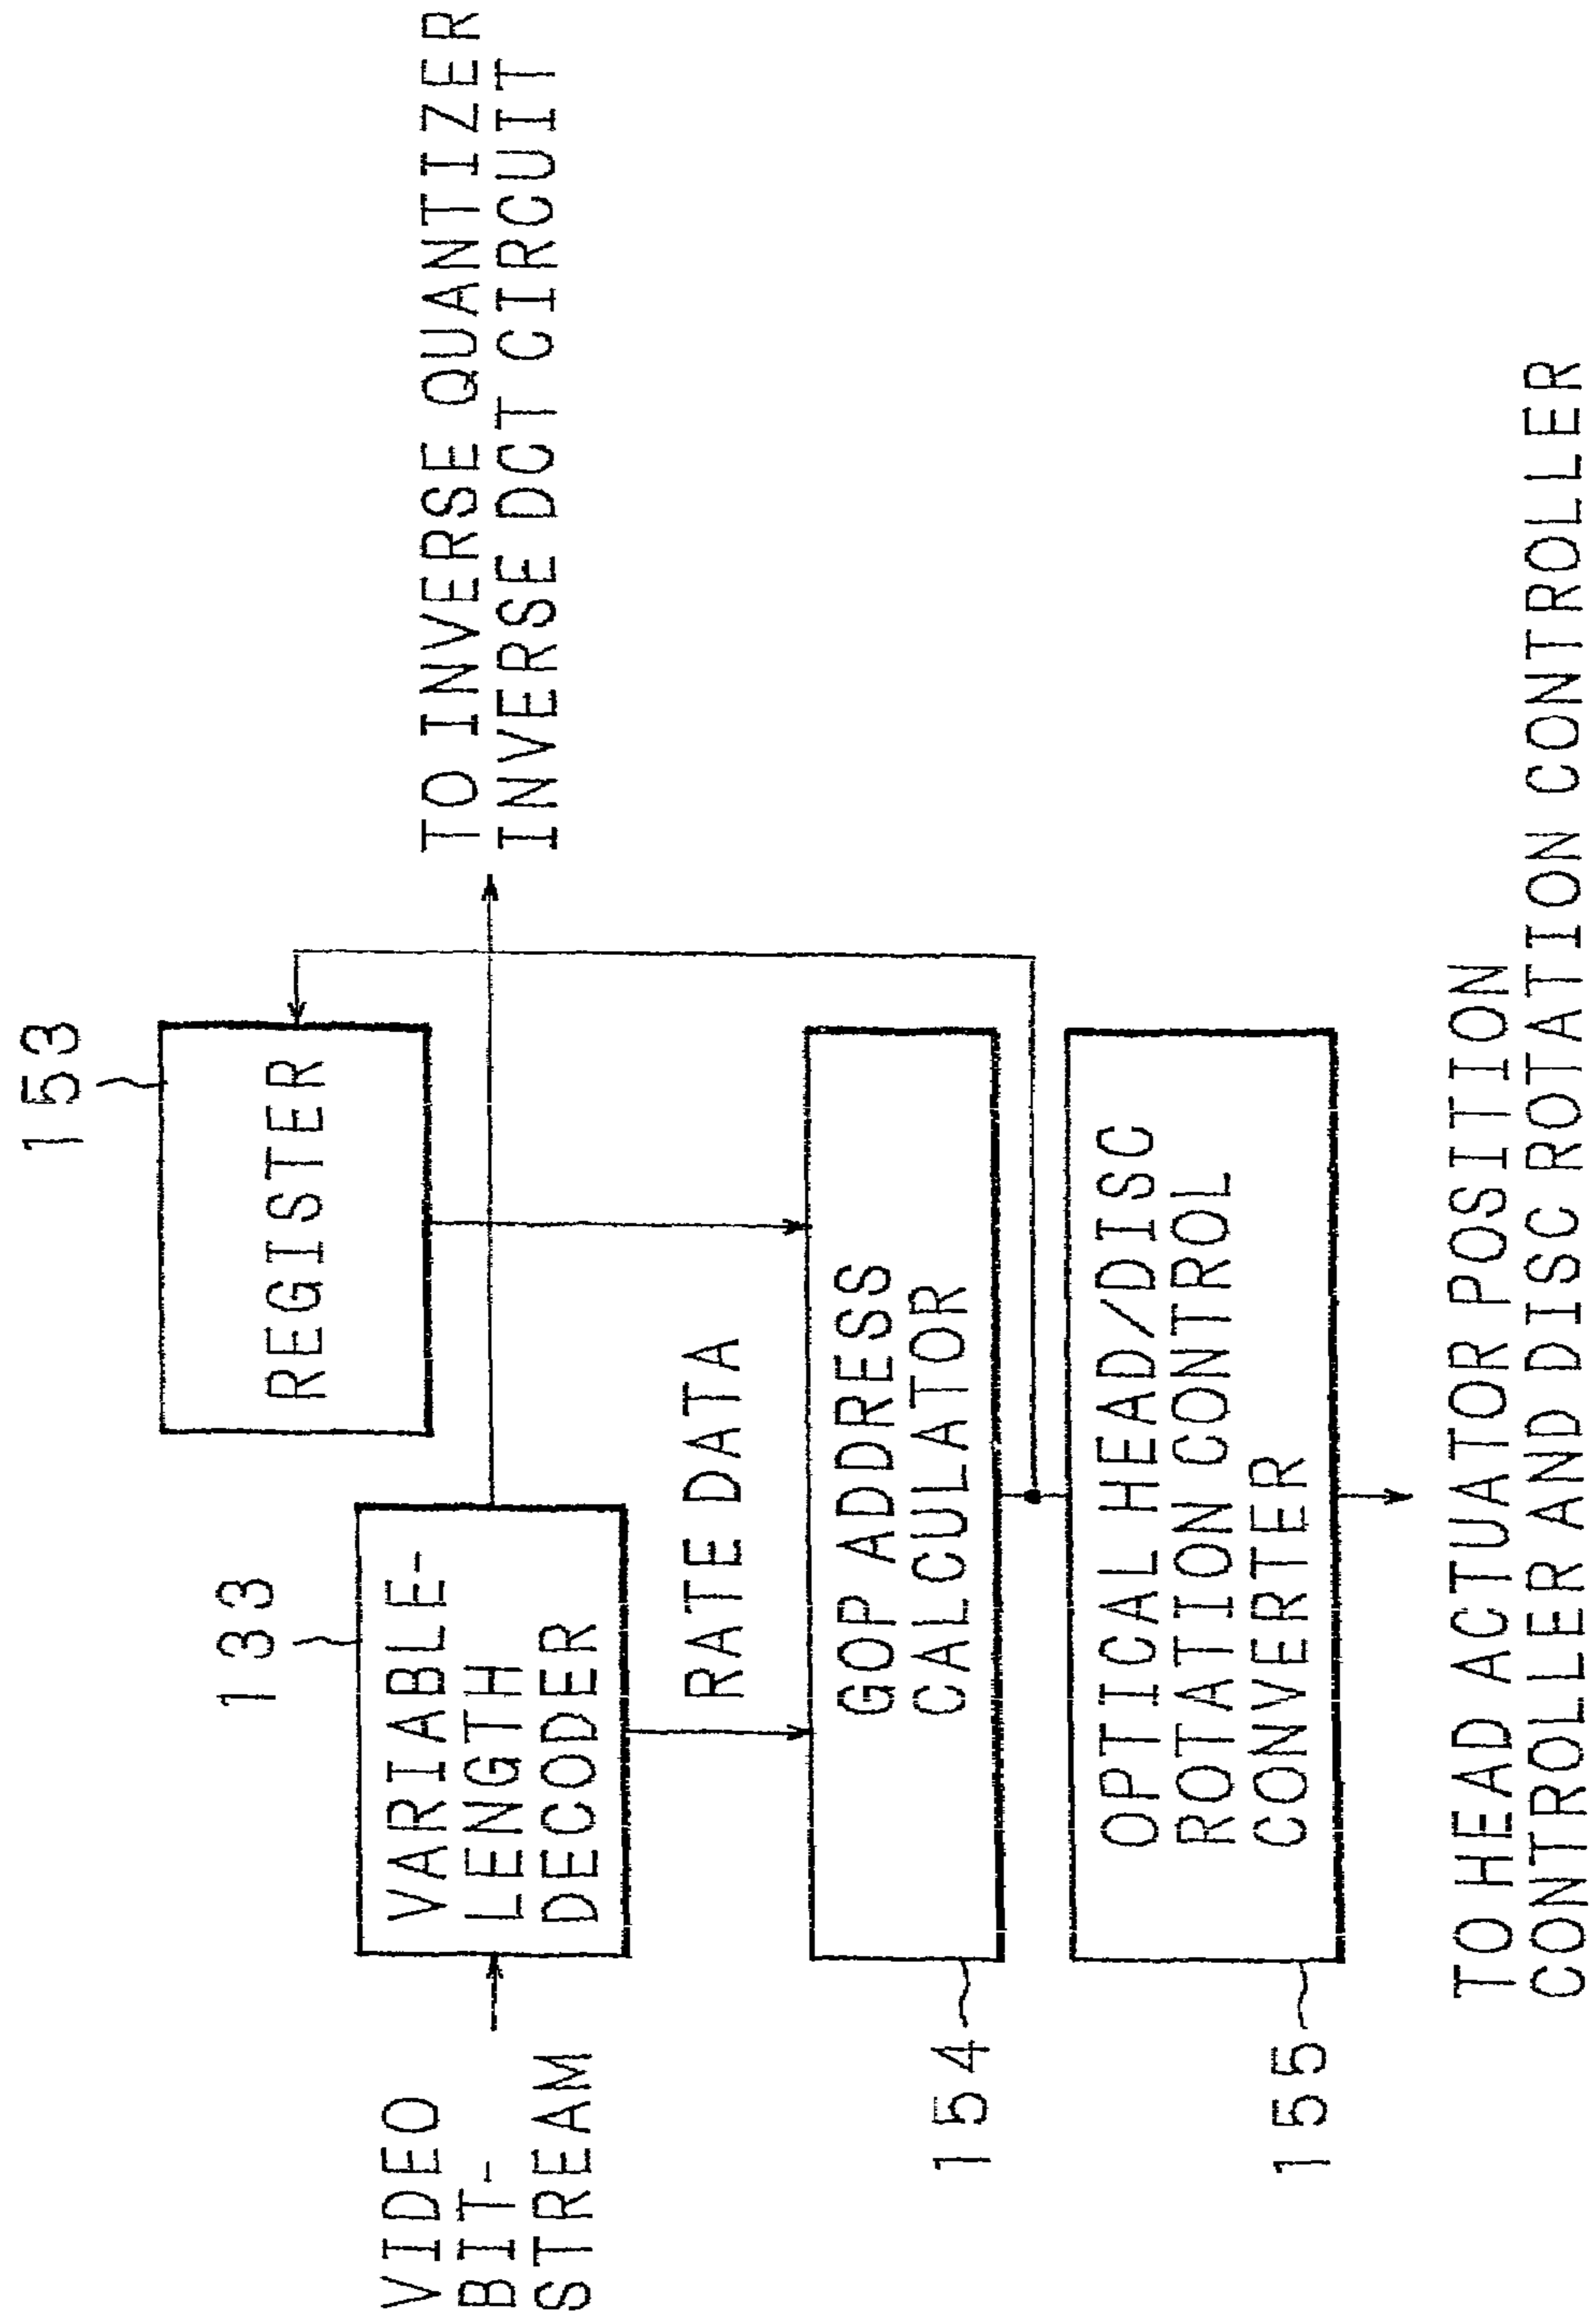 153
REGISTER
133
VARIABLE-
LENGTH
DECODER
VIDEO
BIT-
STREAM
TO INVERSE QUANTIZER
INVERSE DCT CIRCUIT
RATE DATA
GOP ADDRESS
CALCULATOR
154
OPTICAL HEAD/DISC
ROTATION CONTROL
CONVERTER
155
TO HEAD ACTUATOR POSITION
CONTROLLER AND DISC ROTATION CONTROLLER